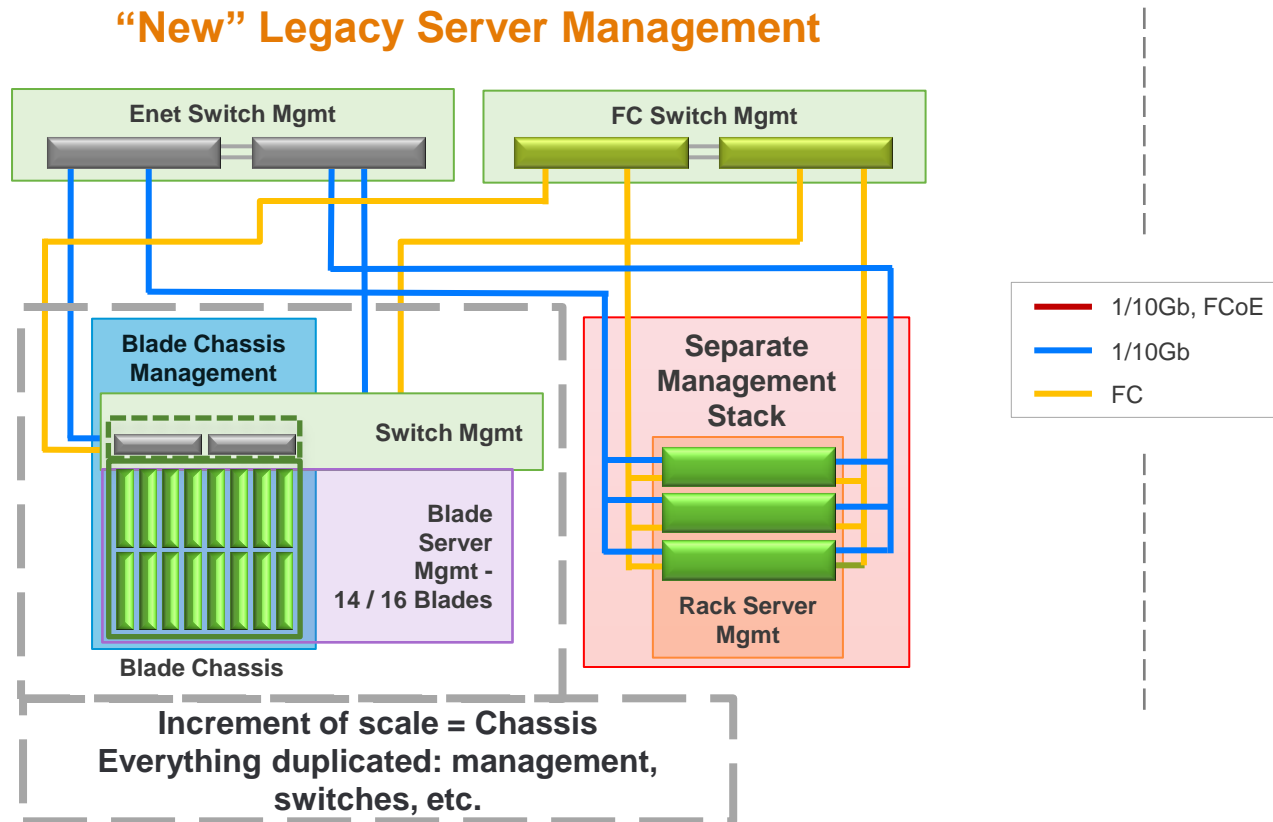 “New” Legacy Server Management
Enet Switch Mgmt
FC Switch Mgmt
1/10Gb, FCoE
1/10Gb
FC
Blade Chassis
Management
Switch Mgmt
Blade
Server
Mgmt -
14 / 16 Blades
Blade Chassis
Separate
Management
Stack
Rack Server
Mgmt
Increment of scale = Chassis
Everything duplicated: management,
switches, etc.